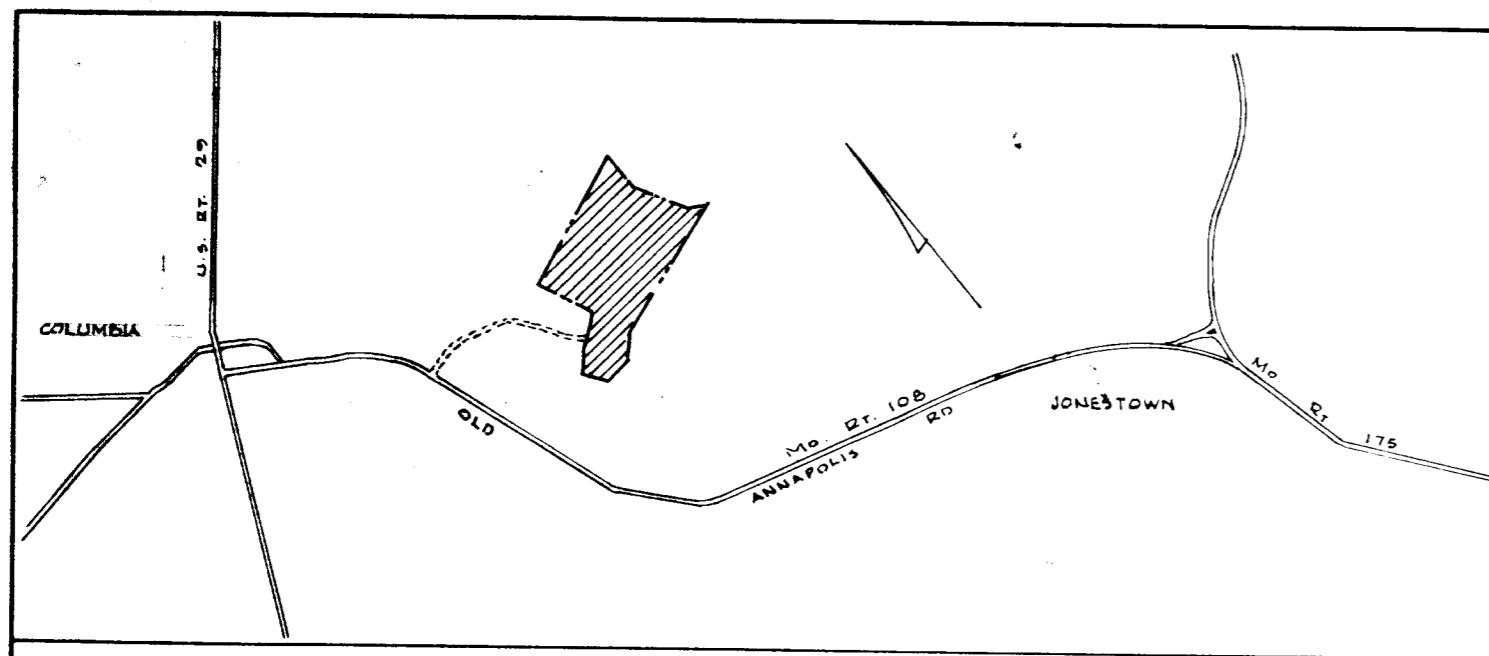 U.S. RT. 29
COLUMBIA
OLD
MD. RT. 108
ANNAPOLIS RD
JONESTOWN
MD. RT 175